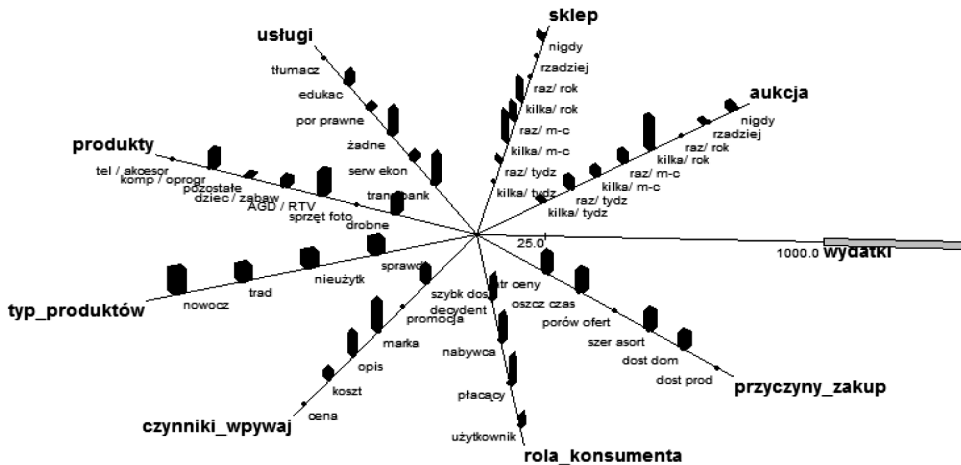 sklep
nigdy
rzadziej
raz/ rok
kilka/ rok
raz/ m-c
kilka/ m-c
raz/ tydz
kilka/ tydz
usługi
tłumacz
edukac
por prawne
żadne
serw ekon
bank
aukcja
nigdy
rzadziej
raz/ rok
kilka/ rok
raz/ m-c
kilka/ m-c
raz/ tydz
kilka/ tydz
produkty
tel / akcesor
komp / oprogr
pozostałe
dziec / zabaw
AGD / RTV
sprzęt foto
drobne
25.0
1000.0
wydatki
typ_produktów
nowocz
trad
nieużytk
sprawd
szybk dos
promocja
marka
opis
koszt
cena
czynniki_wpywaj
decydent
nabywca
płacący
użytkownik
rola_konsumenta
atr ceny
oszcz czas
porów ofert
szer asort
dost dom
dost prod
przyczyny_zakup